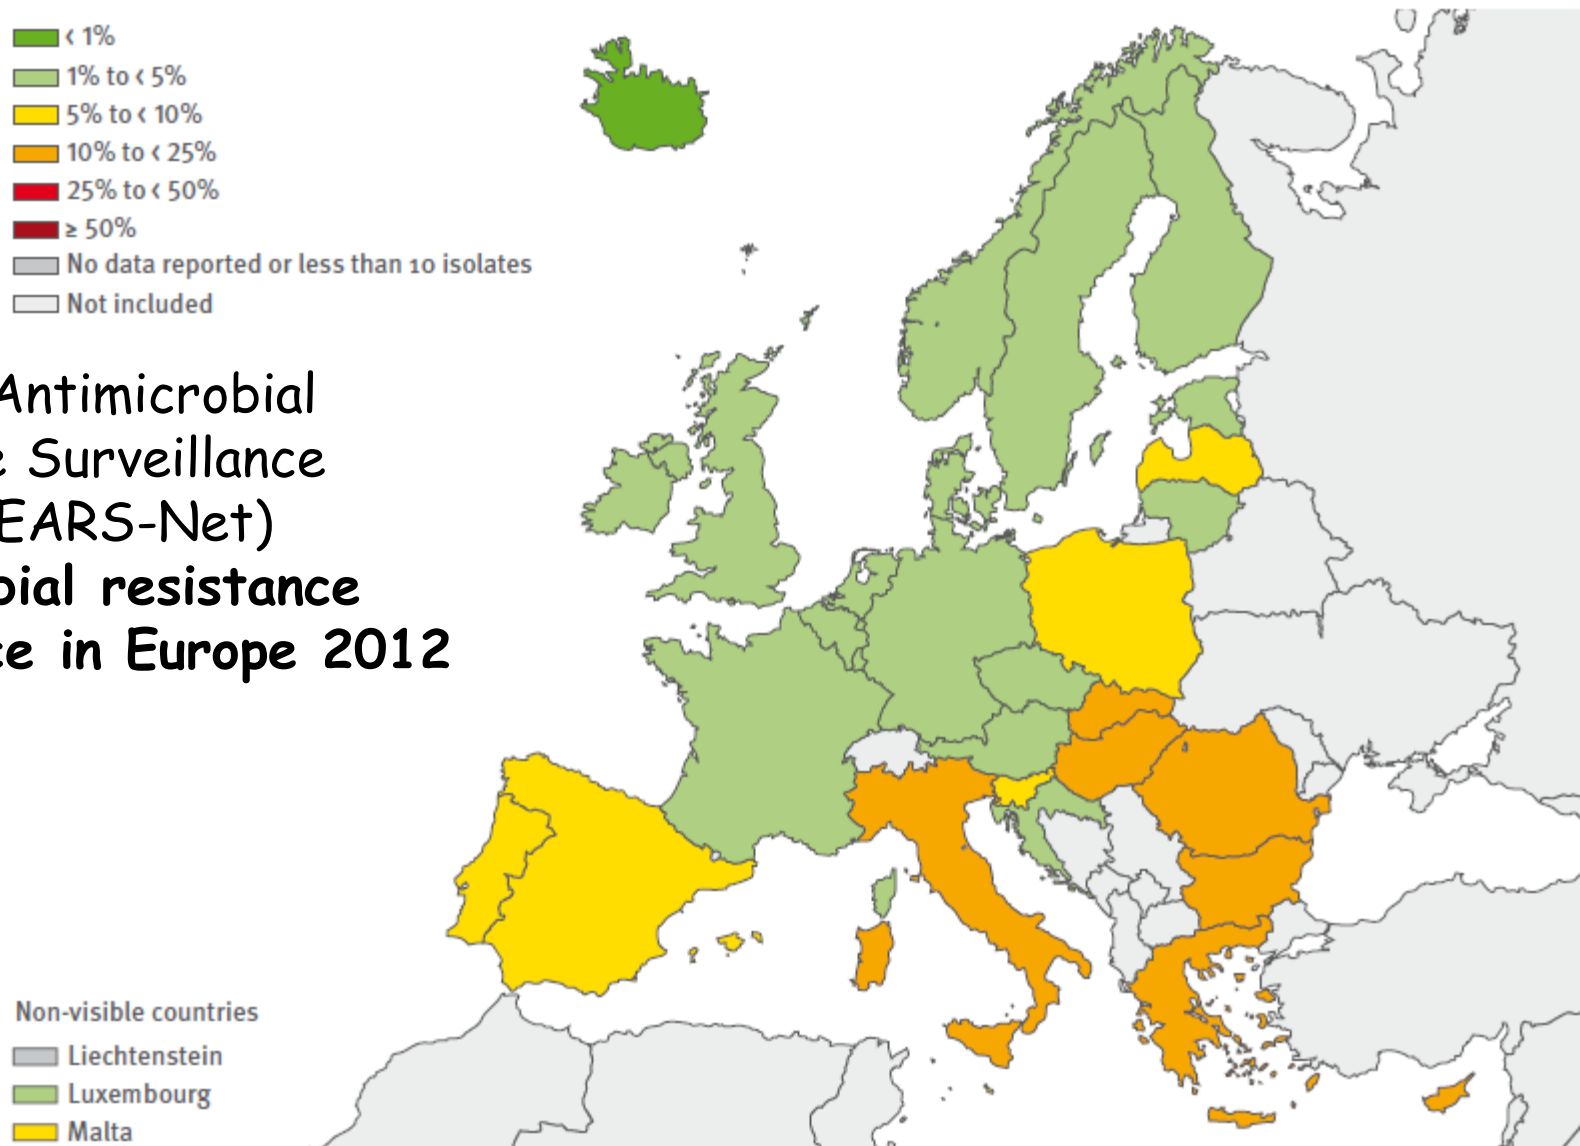 < 1%
1% to < 5%
5% to < 10%
10% to < 25%
25% to < 50%
≥ 50%
No data reported or less than 10 isolates
Not included
Antimicrobial
e Surveillance
EARS-Net)
bial resistance
ce in Europe 2012
Non-visible countries
Liechtenstein
Luxembourg
Malta